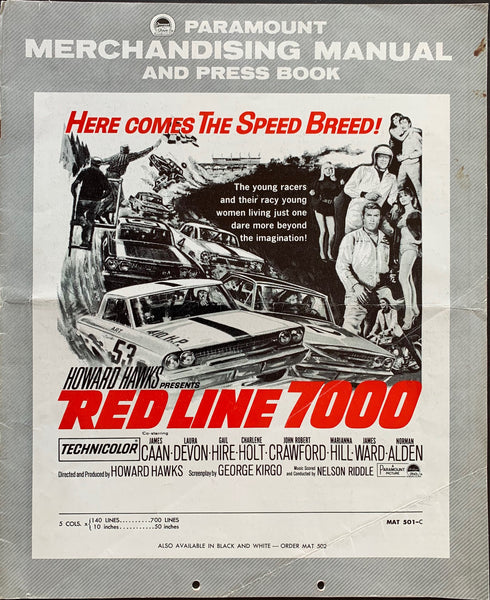 PARAMOUNT
MERCHANDISING MANUAL
AND PRESS BOOK
HERE COMES THE SPEED BREED!
The young racers
and their racy young
women living just one
dare more beyond
the imagination!
53
HOWARD HAWKS
PRESENTS
RED LINE 7000
Co-starring
TECHNICOLOR
JAMES CAAN · LAURA DEVON · GAIL HIRE · CHARLENE HOLT · JOHN ROBERT CRAWFORD · MARIANNA HILL · JAMES WARD · NORMAN ALDEN
Directed and Produced by HOWARD HAWKS Screenplay by GEORGE KIRGO Music Scored and Conducted by NELSON RIDDLE A PARAMOUNT PICTURE
5 COLS. x {140 LINES..........700 LINES
10 inches..........50 inches
MAT 501-C
ALSO AVAILABLE IN BLACK AND WHITE — ORDER MAT 502